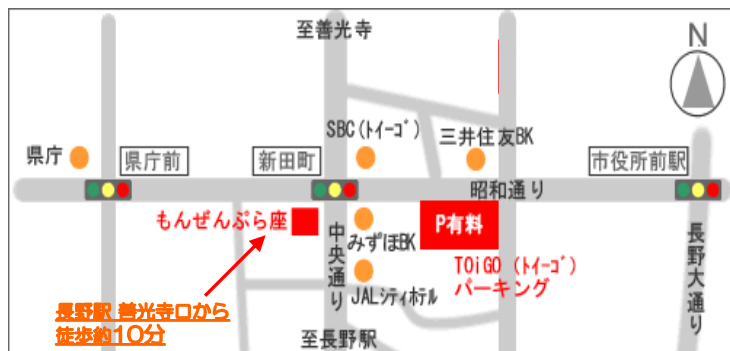 至善光寺
N
SBC(ﾄｲｰｺﾞ)
三井住友BK
県庁
県庁前
新田町
市役所前駅
昭和通り
もんぜんぷら座
中央通り
みずほBK
P有料
TOiGO (ﾄｲｰｺﾞ)
パーキング
長野大通り
JALｼﾃｨﾎﾃﾙ
長野駅 善光寺口から
徒歩約10分
至長野駅